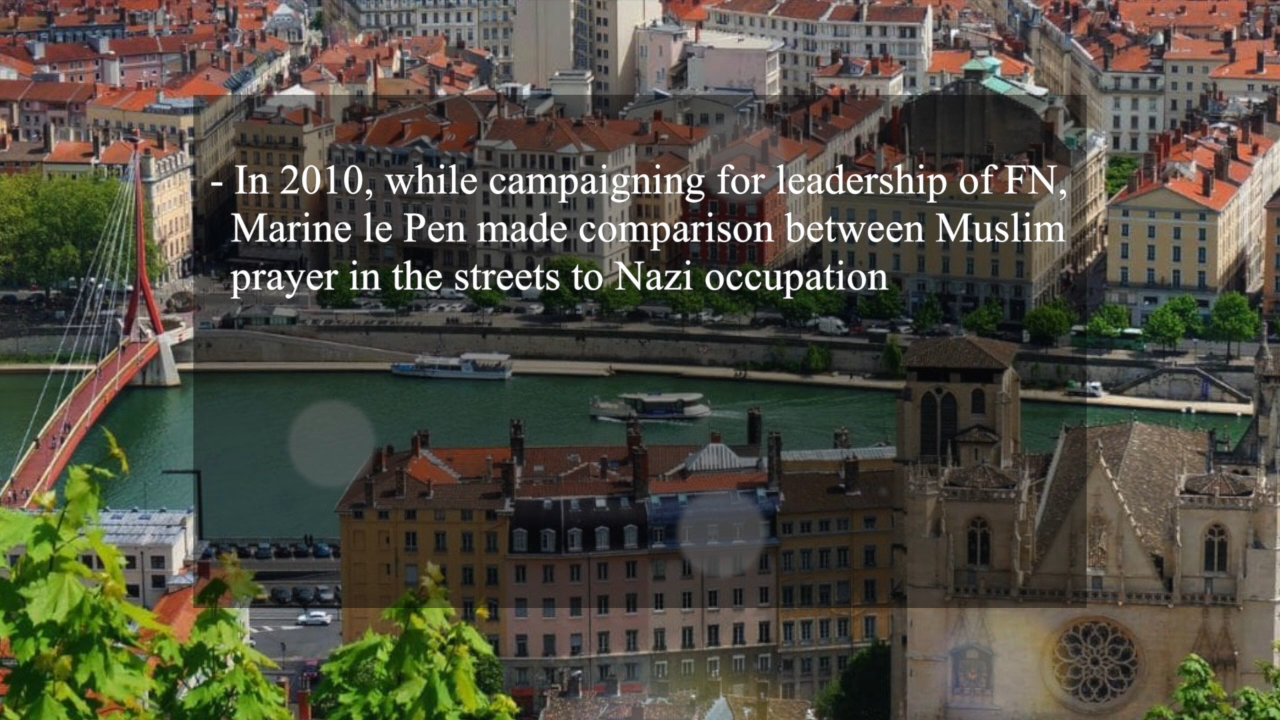 - In 2010, while campaigning for leadership of FN,
Marine le Pen made comparison between Muslim
prayer in the streets to Nazi occupation